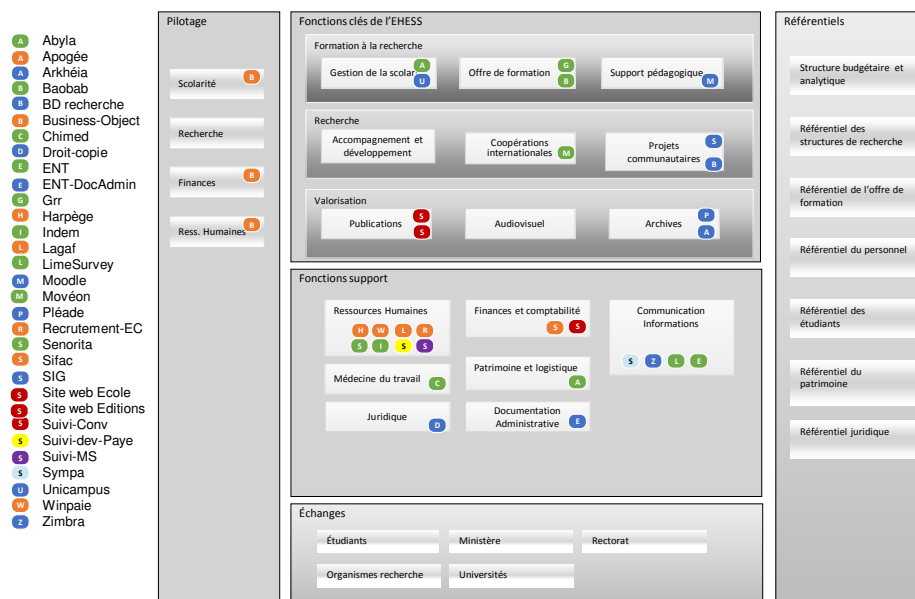 A Abyla
A Apogée
A Arkhéia
B Baobab
B BD recherche
B Business-Object
C Chimed
D Droit-copie
E ENT
E ENT-DocAdmin
G Grr
H Harpège
I Indem
L Lagaf
L LimeSurvey
M Moodle
M Movéon
P Pléade
R Recrutement-EC
S Senorita
S Sifac
S SIG
S Site web Ecole
S Site web Editions
S Suivi-Conv
S Suivi-dev-Paye
S Suivi-MS
S Sympa
U Unicampus
W Winpaie
Z Zimbra
Pilotage
B
Scolarité
Recherche
B
Finances
B
Ress. Humaines
Fonctions clés de l'EHESS
Formation à la recherche
Gestion de la scolar
A
U
Offre de formation
G
B
Support pédagogique
M
Recherche
Accompagnement et
développement
Coopérations
internationales M
Projets
communautaires
S
B
Valorisation
Publications
S
S
Audiovisuel
Archives
P
A
Fonctions support
Ressources Humaines
H W L R
S I S S
Finances et comptabilité
S S
Communication
Informations
S Z L E
Médecine du travail C
Patrimoine et logistique
A
Juridique
D
Documentation
Administrative E
Échanges
Étudiants
Ministère
Rectorat
Organismes recherche
Universités
Référentiels
Structure budgétaire et
analytique
Référentiel des
structures de recherche
Référentiel de l'offre de
formation
Référentiel du personnel
Référentiel des
étudiants
Référentiel du
patrimoine
Référentiel juridique